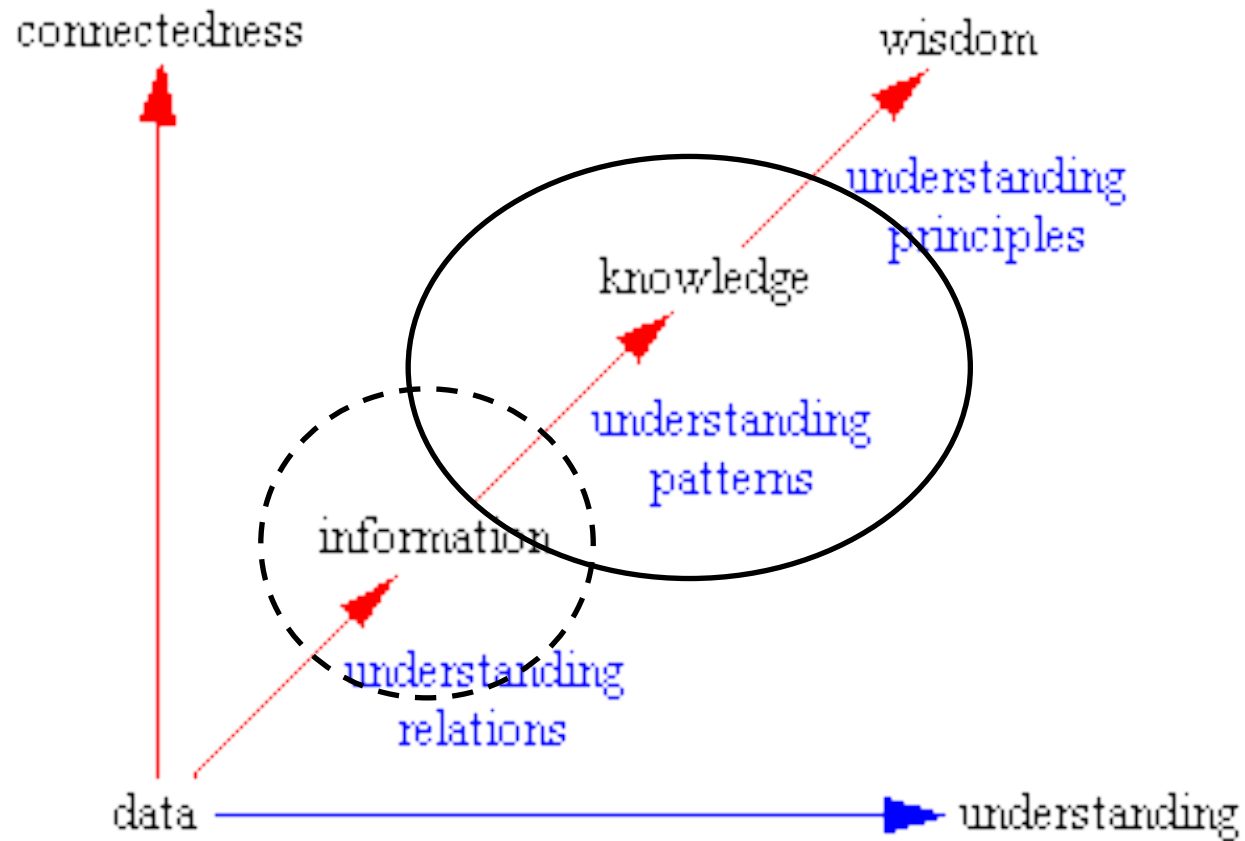 connectedness
wisdom
understanding
principles
knowledge
understanding
patterns
information
understanding
relations
data
understanding